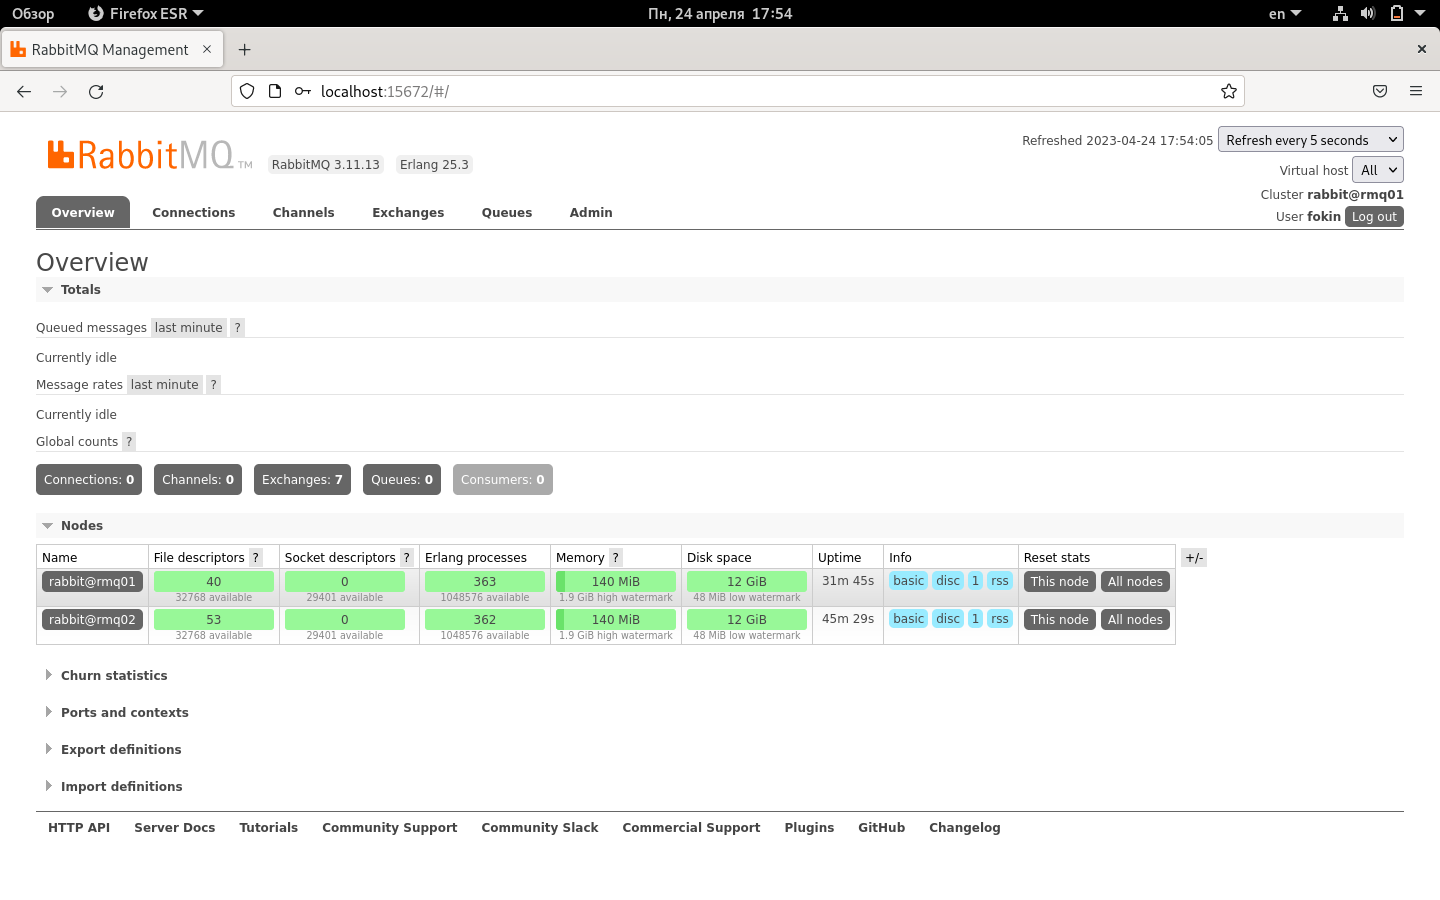 Обзор Firefox ESR Пн, 24 апреля 17:54 en
RabbitMQ Management
localhost:15672/#/
RabbitMQ TM RabbitMQ 3.11.13 Erlang 25.3
Refreshed 2023-04-24 17:54:05 Refresh every 5 seconds
Virtual host All
Cluster rabbit@rmq01
User fokin Log out
Overview Connections Channels Exchanges Queues Admin
Overview
Totals
Queued messages last minute ?
Currently idle
Message rates last minute ?
Currently idle
Global counts ?
Connections: 0 Channels: 0 Exchanges: 7 Queues: 0 Consumers: 0
Nodes
Name File descriptors ? Socket descriptors ? Erlang processes Memory ? Disk space Uptime Info Reset stats +/-
rabbit@rmq01 40 0 363 140 MiB 12 GiB 31m 45s basic disc 1 rss This node All nodes
32768 available 29401 available 1048576 available 1.9 GiB high watermark 48 MiB low watermark
rabbit@rmq02 53 0 362 140 MiB 12 GiB 45m 29s basic disc 1 rss This node All nodes
32768 available 29401 available 1048576 available 1.9 GiB high watermark 48 MiB low watermark
Churn statistics
Ports and contexts
Export definitions
Import definitions
HTTP API Server Docs Tutorials Community Support Community Slack Commercial Support Plugins GitHub Changelog